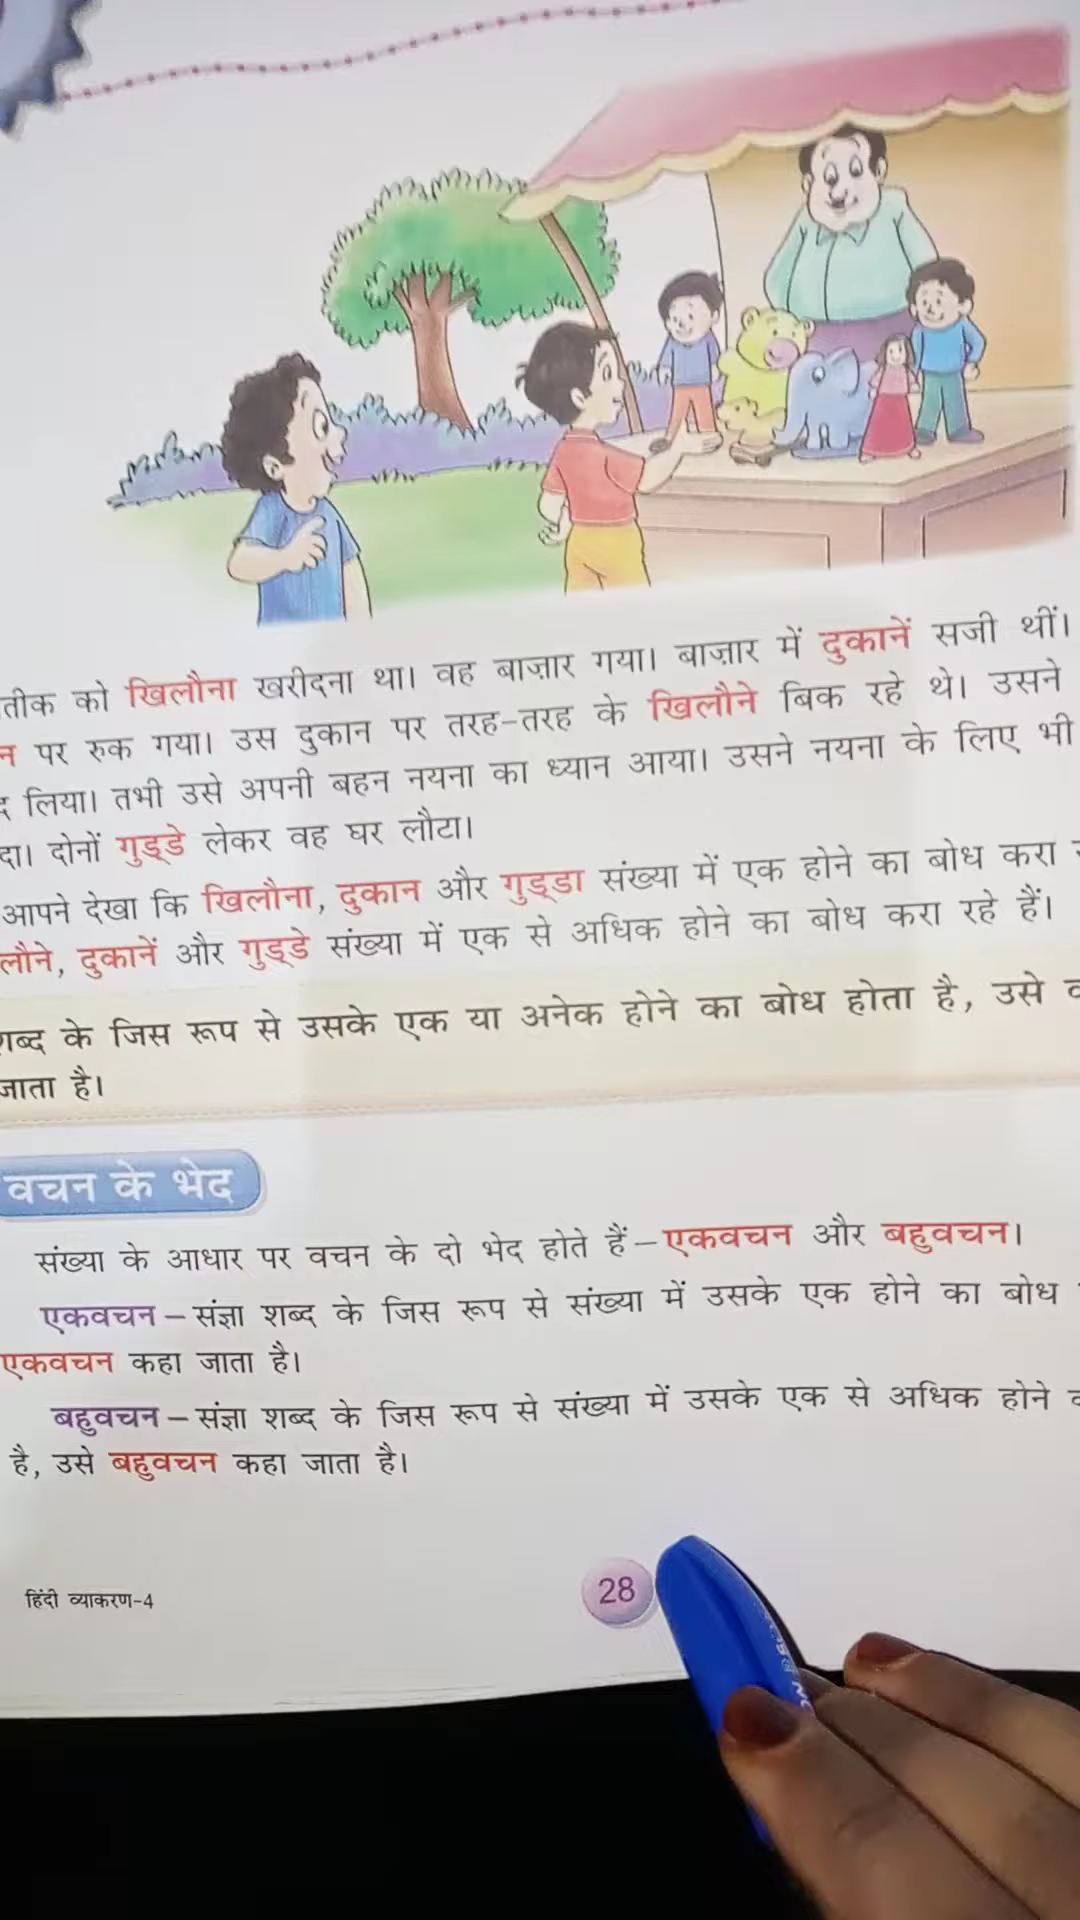 तीक को खिलौना खरीदना था। वह बाज़ार गया। बाज़ार में दुकानें सजी थीं।
न पर रुक गया। उस दुकान पर तरह-तरह के खिलौने बिक रहे थे। उसने
लिया। तभी उसे अपनी बहन नयना का ध्यान आया। उसने नयना के लिए भी
दा। दोनों गुड्डे लेकर वह घर लौटा।
आपने देखा कि खिलौना, दुकान और गुड्डा संख्या में एक होने का बोध करा
लौने, दुकानें और गुड्डे संख्या में एक से अधिक होने का बोध करा रहे हैं।
शब्द के जिस रूप से उसके एक या अनेक होने का बोध होता है, उसे
जाता है।
वचन के भेद
संख्या के आधार पर वचन के दो भेद होते हैं – एकवचन और बहुवचन।
एकवचन – संज्ञा शब्द के जिस रूप से संख्या में उसके एक होने का बोध
एकवचन कहा जाता है।
बहुवचन – संज्ञा शब्द के जिस रूप से संख्या में उसके एक से अधिक होने
है, उसे बहुवचन कहा जाता है।
हिंदी व्याकरण-4
28